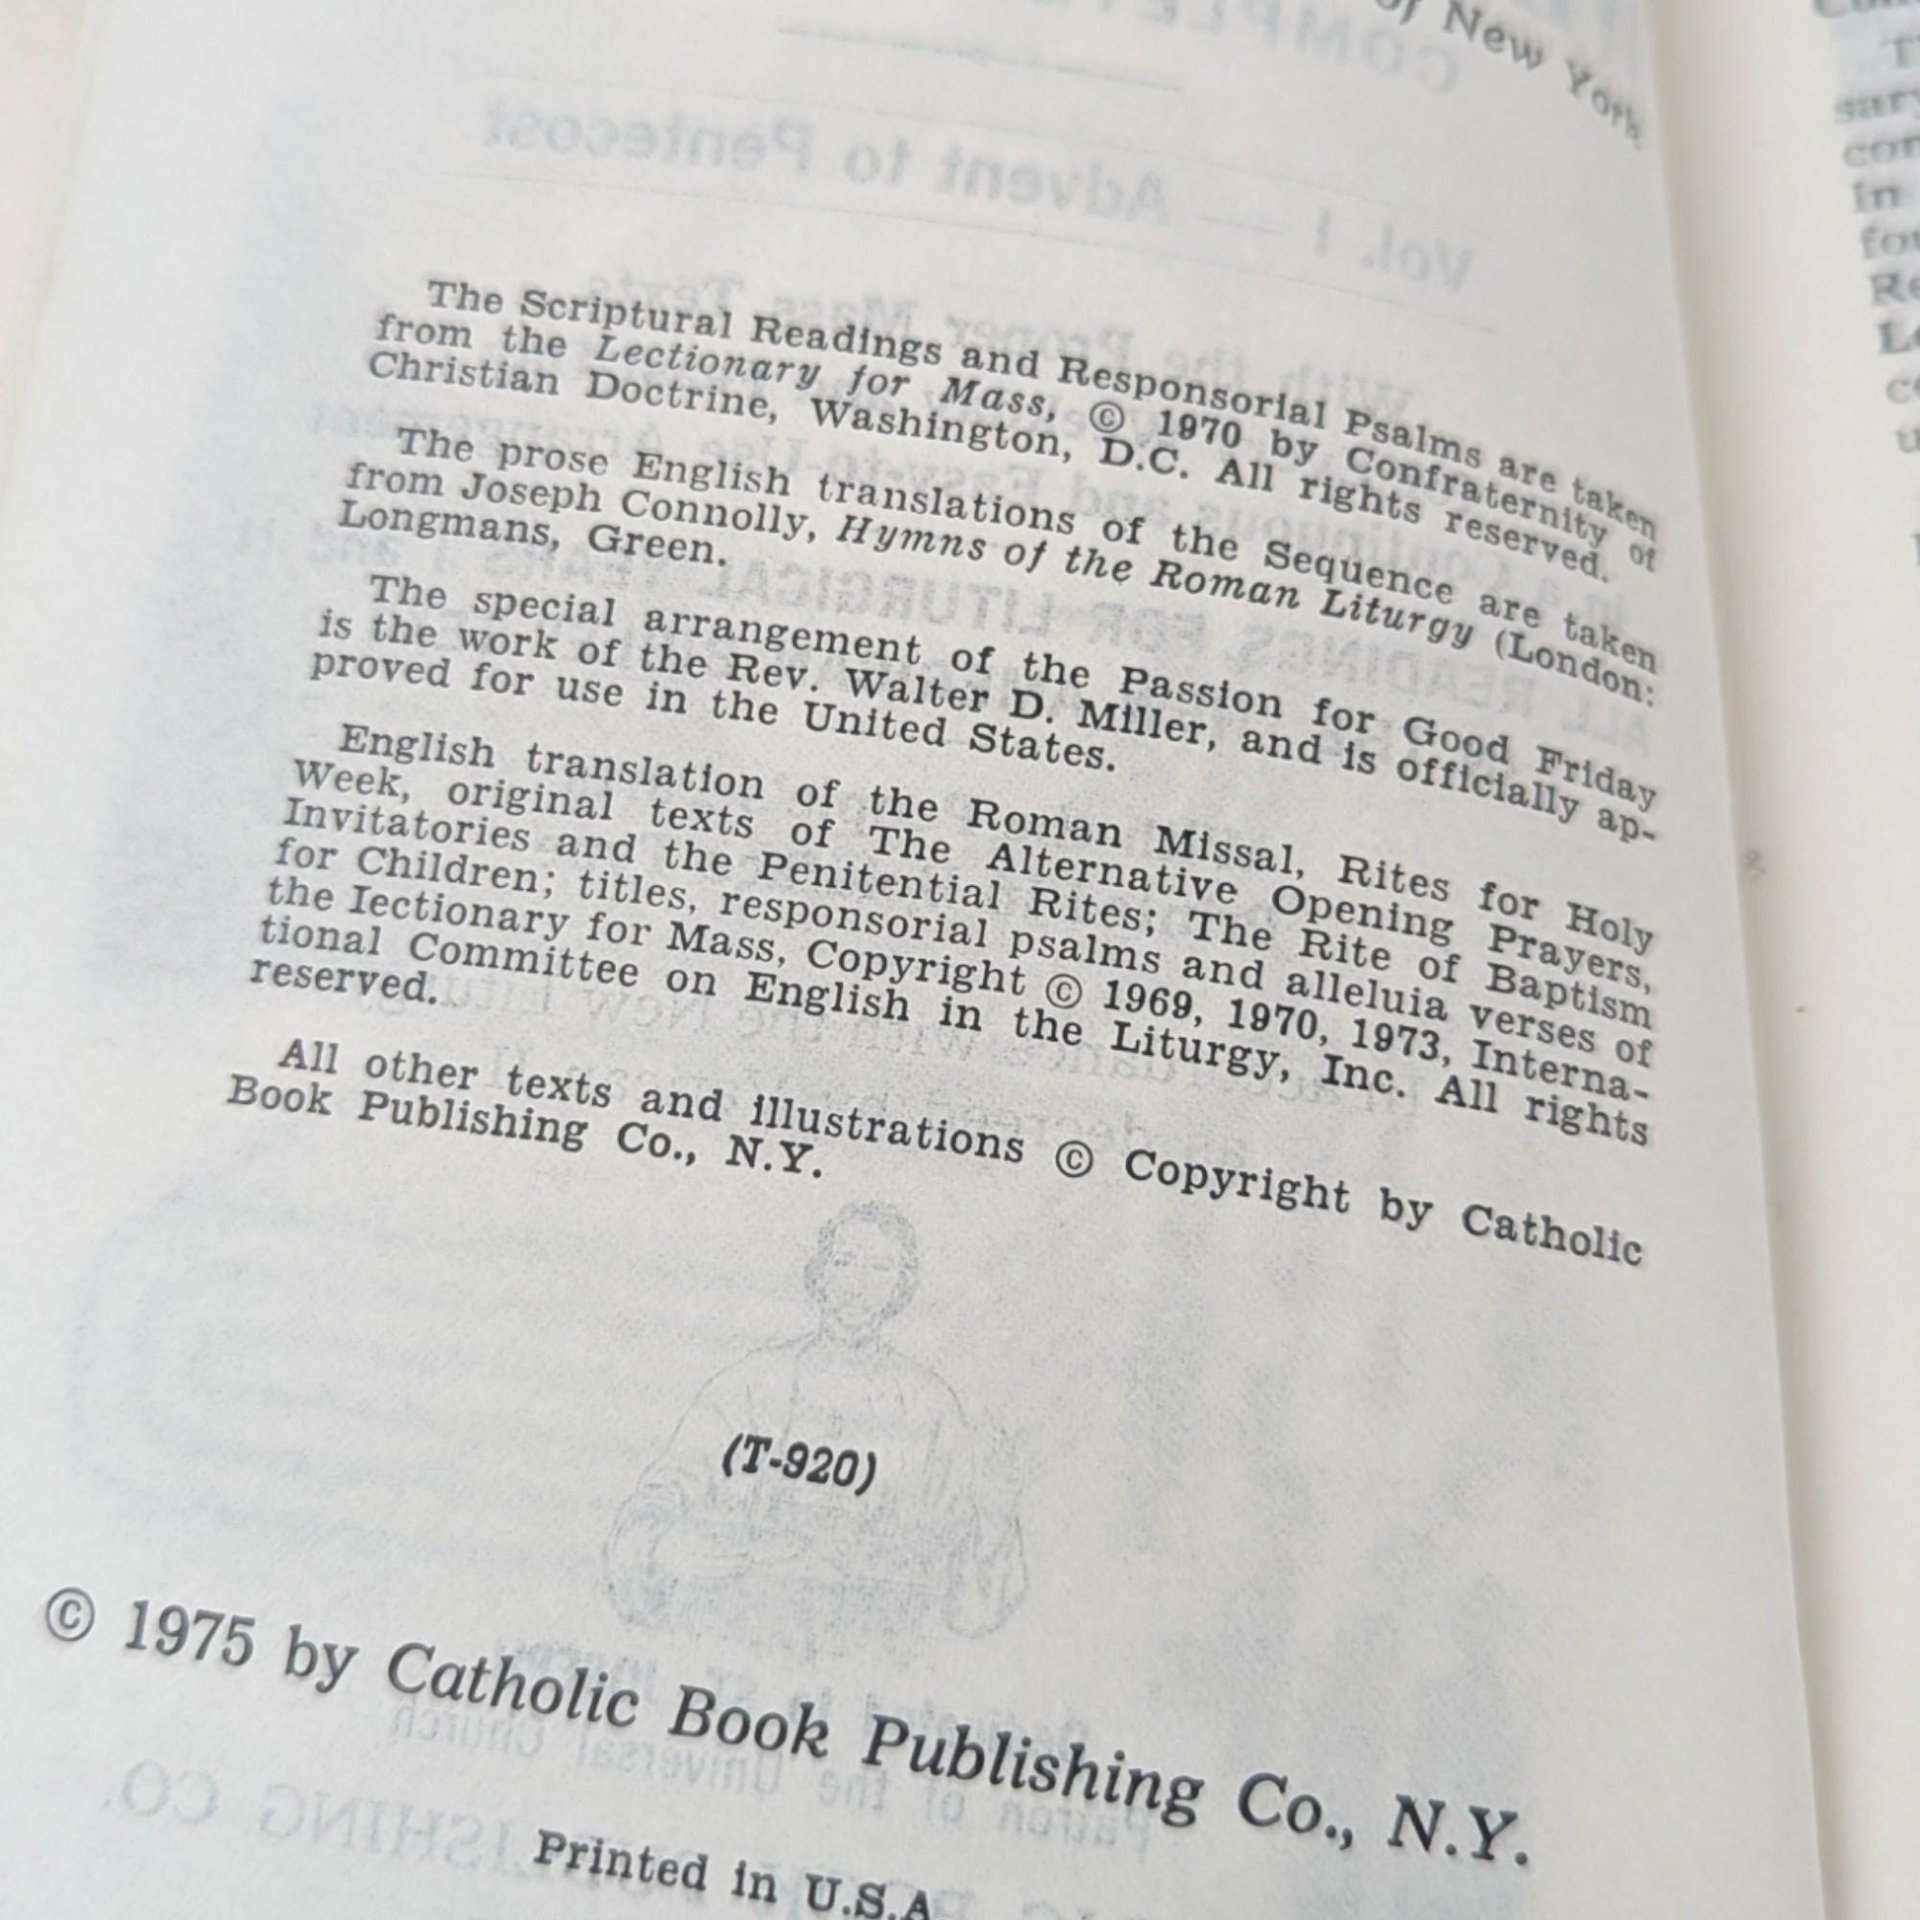 of New York
The Scriptural Readings and Responsorial Psalms are taken
from the Lectionary for Mass, © 1970 by Confraternity of
Christian Doctrine, Washington, D.C. All rights reserved.
The prose English translations of the Sequence are taken
from Joseph Connolly, Hymns of the Roman Liturgy (London:
Longmans, Green.
The special arrangement of the Passion for Good Friday
is the work of the Rev. Walter D. Miller, and is officially ap-
proved for use in the United States.
English translation of the Roman Missal, Rites for Holy
Week, original texts of The Alternative Opening Prayers,
Invitatories and the Penitential Rites; The Rite of Baptism
for Children; titles, responsorial psalms and alleluia verses of
the Iectionary for Mass, Copyright © 1969, 1970, 1973, Interna-
tional Committee on English in the Liturgy, Inc. All rights
reserved.
All other texts and illustrations © Copyright by Catholic
Book Publishing Co., N.Y.
(T-920)
© 1975 by Catholic Book Publishing Co., N.Y.
Printed in U.S.A